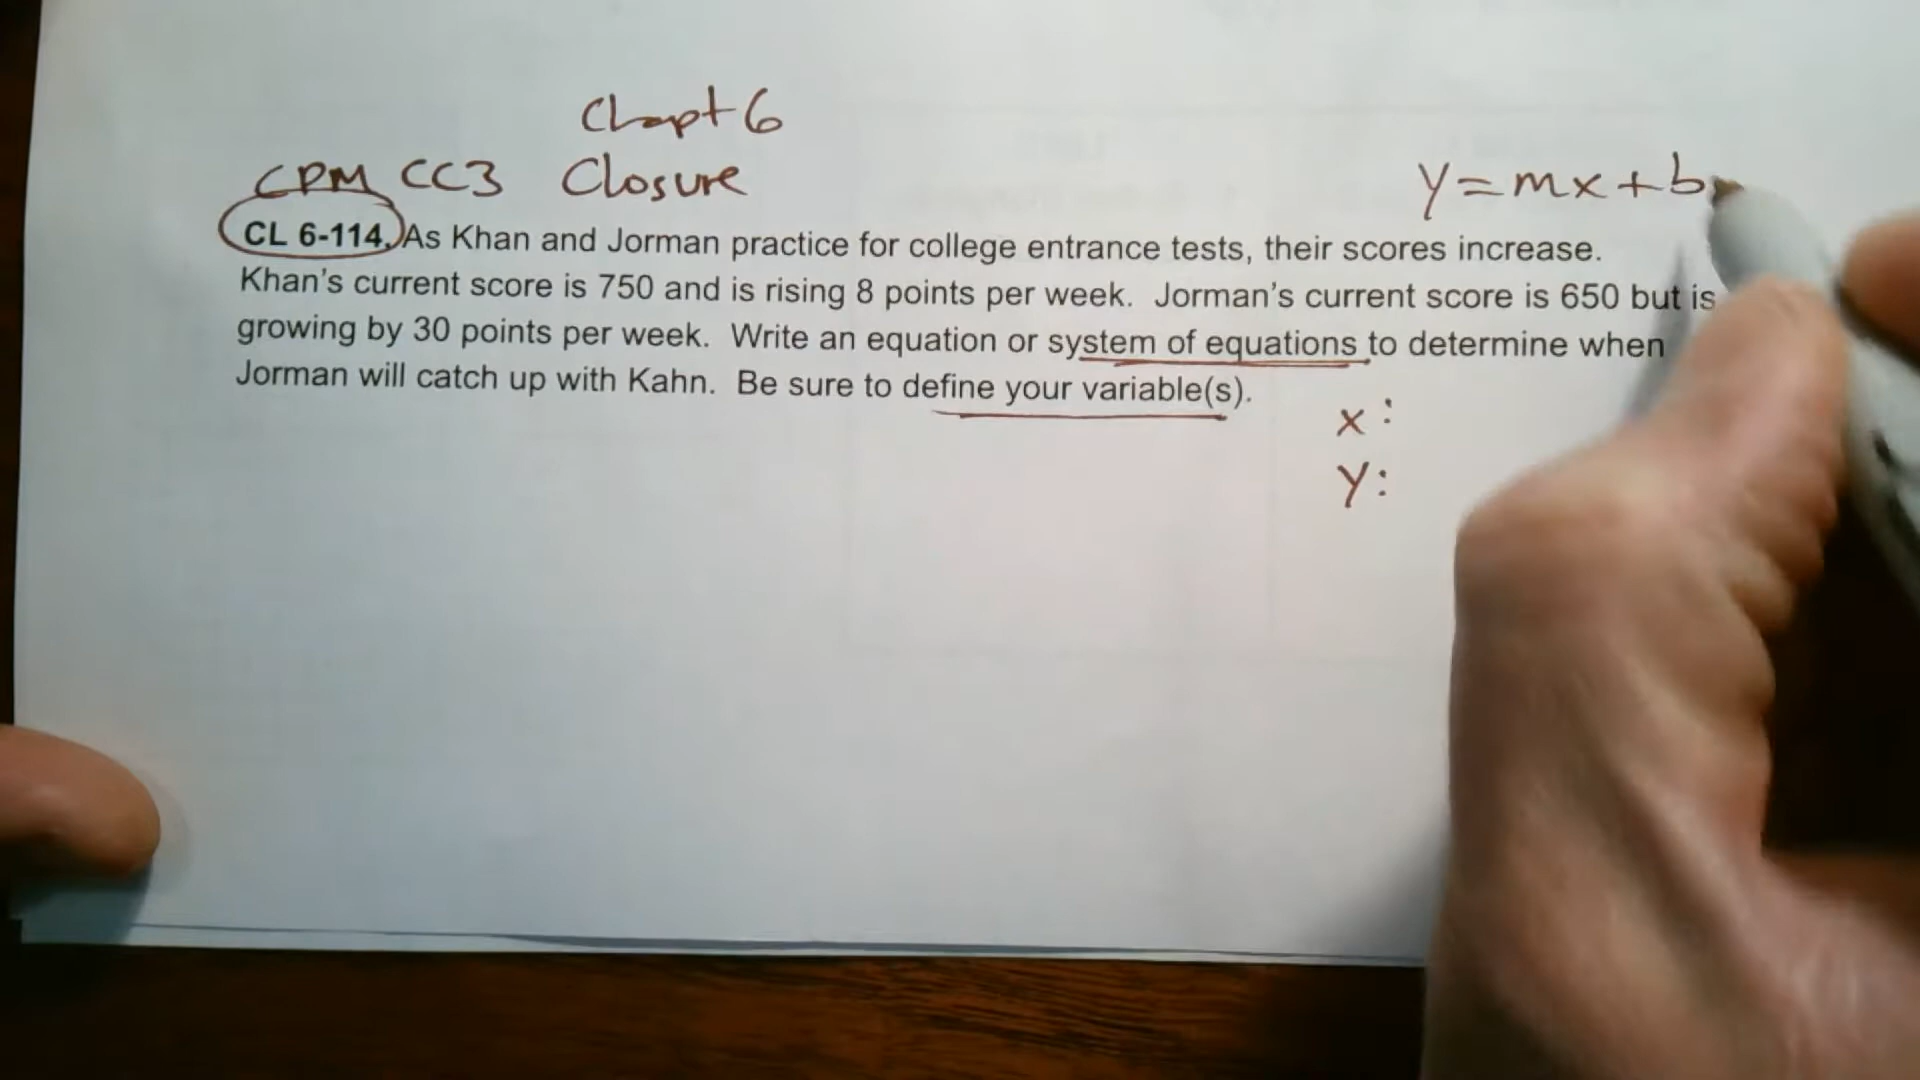 Chapt 6
CPM CC3 Closure
y = mx + b
CL 6-114. As Khan and Jorman practice for college entrance tests, their scores increase.
Khan's current score is 750 and is rising 8 points per week. Jorman's current score is 650 but is
growing by 30 points per week. Write an equation or system of equations to determine when
Jorman will catch up with Kahn. Be sure to define your variable(s).
x:
y: